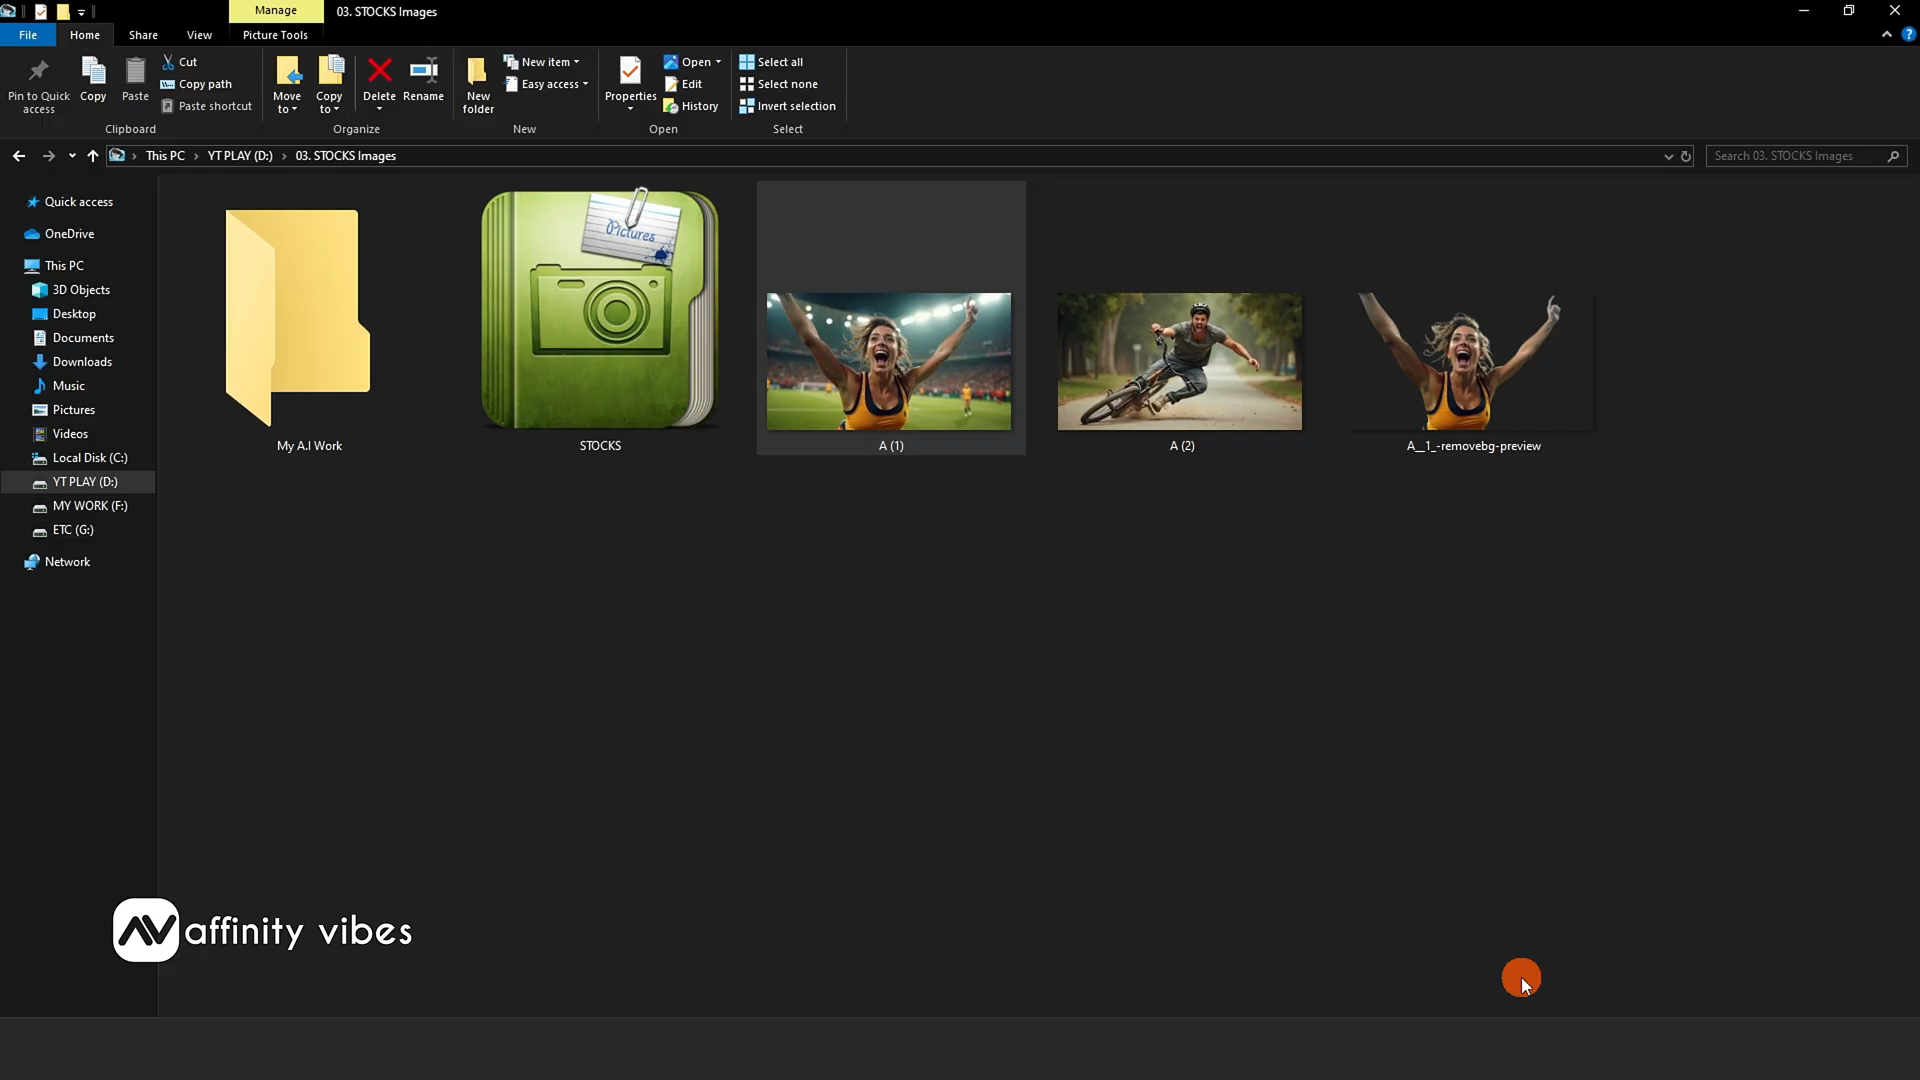 Manage
03. STOCKS Images
File
Home
Share
View
Picture Tools
Pin to Quick access
Copy
Paste
Cut
Copy path
Paste shortcut
Clipboard
Move to
Copy to
Delete
Rename
Organize
New folder
New item
Easy access
New
Properties
Open
Edit
History
Open
Select all
Select none
Invert selection
Select
This PC > YT PLAY (D:) > 03. STOCKS Images
Search 03. STOCKS Images
Quick access
OneDrive
This PC
3D Objects
Desktop
Documents
Downloads
Music
Pictures
Videos
Local Disk (C:)
YT PLAY (D:)
MY WORK (F:)
ETC (G:)
Network
Pictures
My A.I Work
STOCKS
A (1)
A (2)
A__1_-removebg-preview
AV affinity vibes